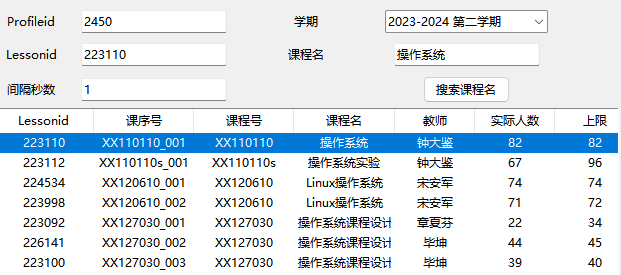 Profileid 2450 学期 2023-2024 第二学期
Lessonid 223110 课程名 操作系统
间隔秒数 1 搜索课程名
Lessonid 课序号 课程号 课程名 教师 实际人数 上限
223110 XX110110_001 XX110110 操作系统 钟大鉴 82 82
223112 XX110110s_001 XX110110s 操作系统实验 钟大鉴 67 96
224534 XX120610_001 XX120610 Linux操作系统 宋安军 74 74
223998 XX120610_002 XX120610 Linux操作系统 宋安军 71 72
223092 XX127030_001 XX127030 操作系统课程设计 章夏芬 22 34
226141 XX127030_002 XX127030 操作系统课程设计 毕坤 44 45
223100 XX127030_003 XX127030 操作系统课程设计 毕坤 39 40